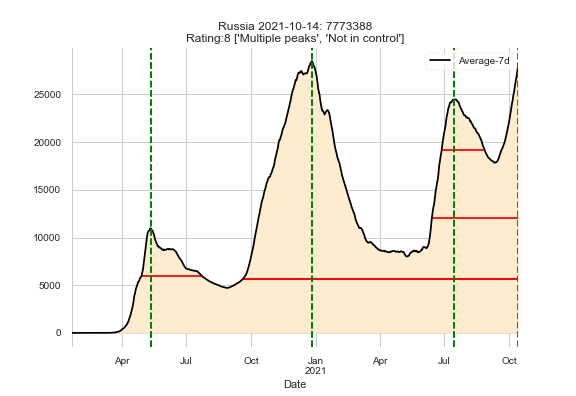 Russia 2021-10-14: 7773388
Rating:8 ['Multiple peaks', 'Not in control']
Average-7d
25000
20000
15000
10000
5000
0
Apr
Jul
Oct
Jan
2021
Apr
Jul
Oct
Date